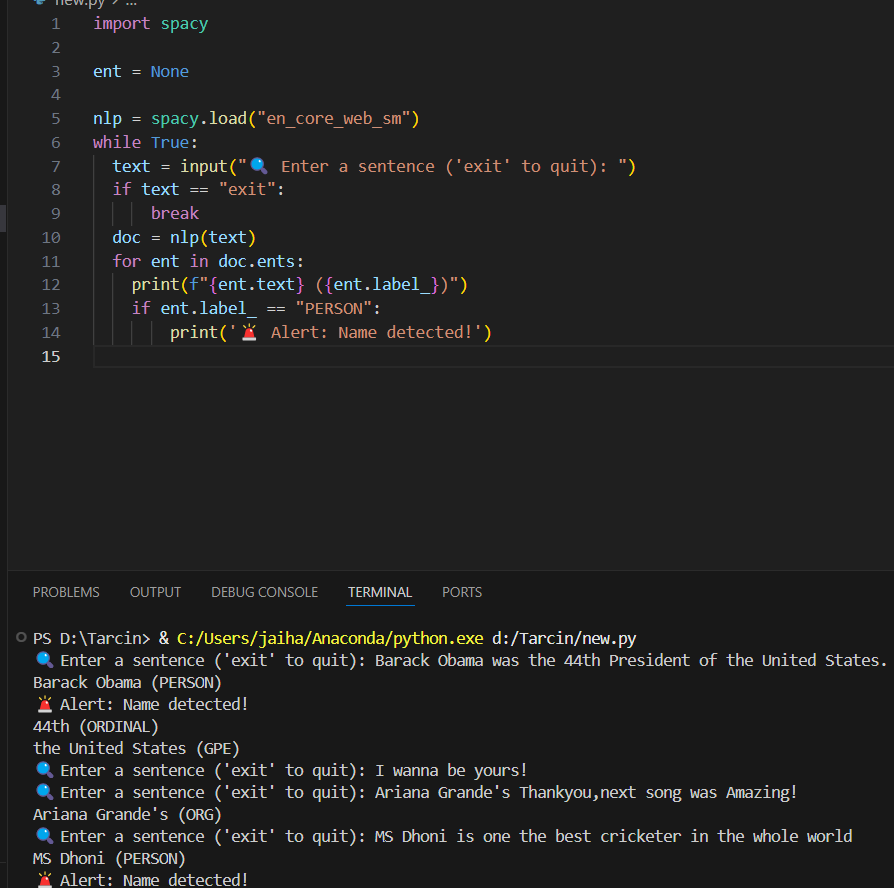 new.py > ...
1 import spacy
2
3 ent = None
4
5 nlp = spacy.load("en_core_web_sm")
6 while True:
7   text = input("🔍 Enter a sentence ('exit' to quit): ")
8   if text == "exit":
9       break
10   doc = nlp(text)
11   for ent in doc.ents:
12     print(f"{ent.text} ({ent.label_})")
13     if ent.label_ == "PERSON":
14         print('🚨 Alert: Name detected!')
15
PROBLEMS OUTPUT DEBUG CONSOLE TERMINAL PORTS
PS D:\Tarcin> & C:/Users/jaiha/Anaconda/python.exe d:/Tarcin/new.py
🔍 Enter a sentence ('exit' to quit): Barack Obama was the 44th President of the United States.
Barack Obama (PERSON)
🚨 Alert: Name detected!
44th (ORDINAL)
the United States (GPE)
🔍 Enter a sentence ('exit' to quit): I wanna be yours!
🔍 Enter a sentence ('exit' to quit): Ariana Grande's Thankyou,next song was Amazing!
Ariana Grande's (ORG)
🔍 Enter a sentence ('exit' to quit): MS Dhoni is one the best cricketer in the whole world
MS Dhoni (PERSON)
🚨 Alert: Name detected!